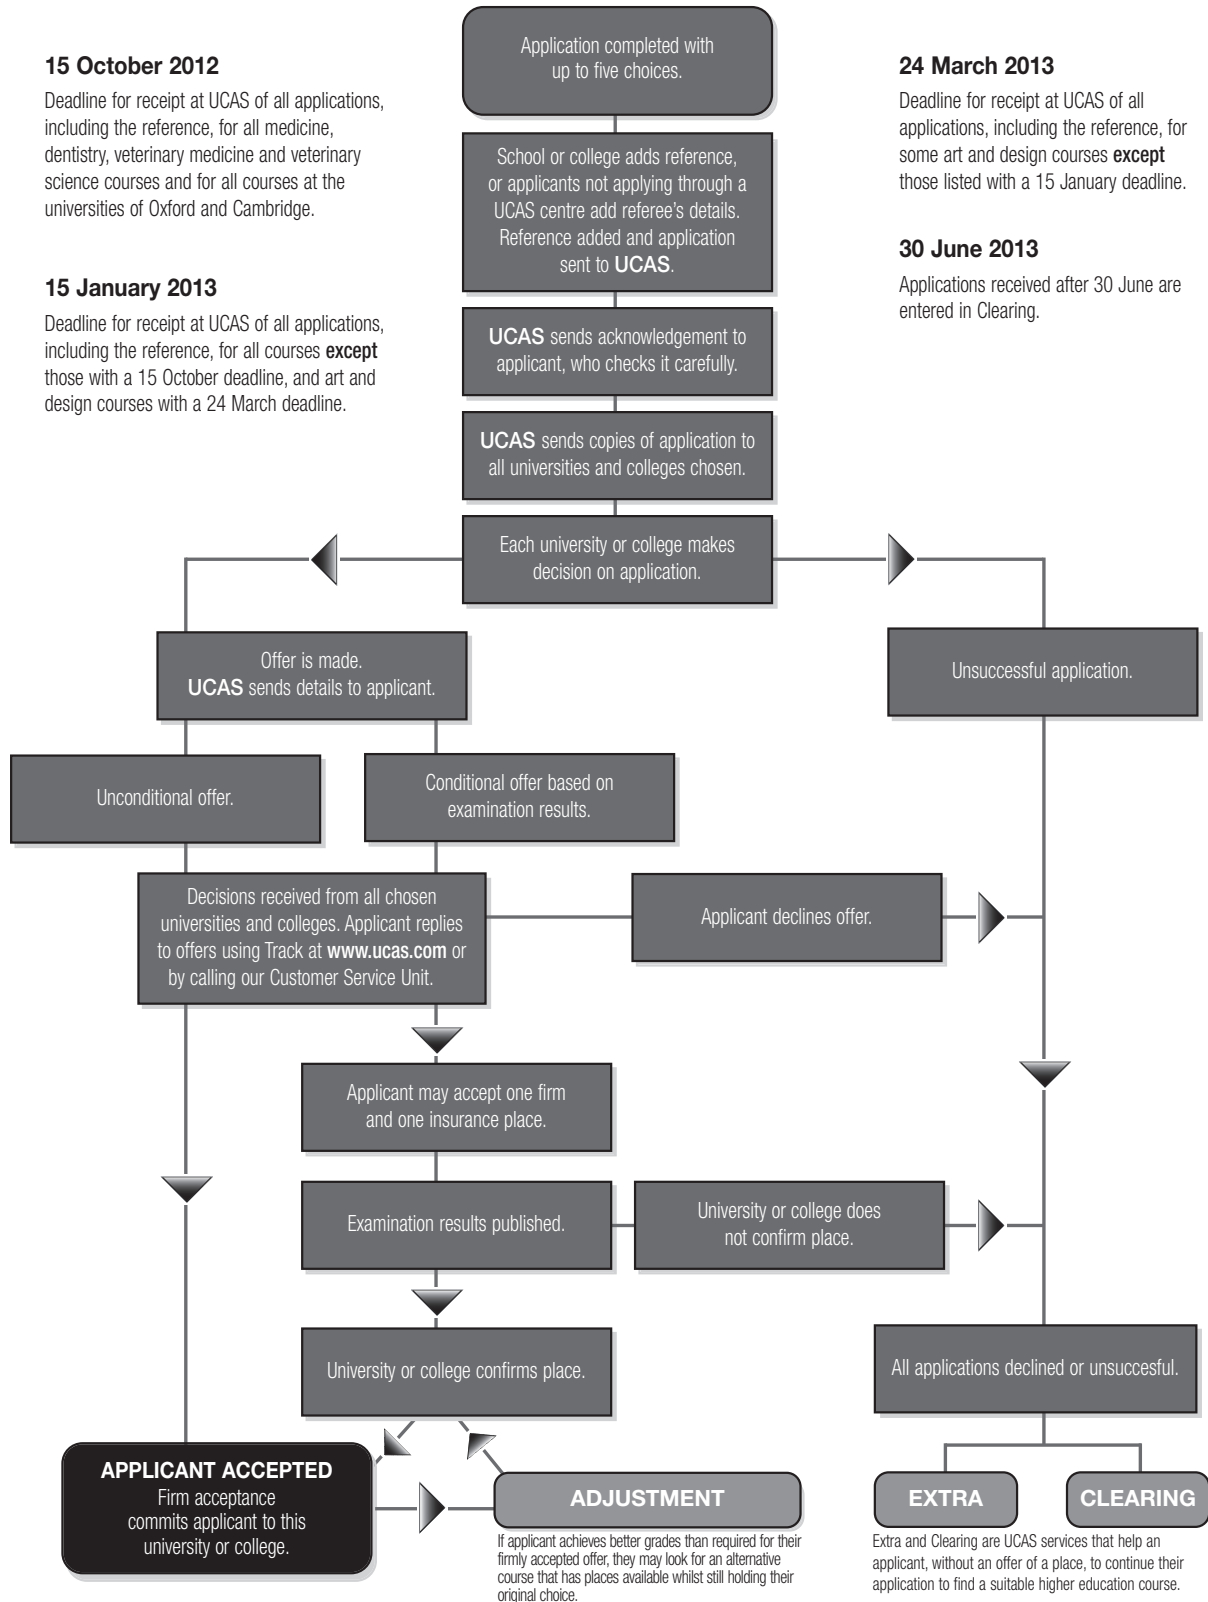 15 October 2012
Deadline for receipt at UCAS of all applications,
including the reference, for all medicine,
dentistry, veterinary medicine and veterinary
science courses and for all courses at the
universities of Oxford and Cambridge.
15 January 2013
Deadline for receipt at UCAS of all applications,
including the reference, for all courses except
those with a 15 October deadline, and art and
design courses with a 24 March deadline.
24 March 2013
Deadline for receipt at UCAS of all
applications, including the reference, for
some art and design courses except
those listed with a 15 January deadline.
30 June 2013
Applications received after 30 June are
entered in Clearing.
Application completed with
up to five choices.
School or college adds reference,
or applicants not applying through a
UCAS centre add referee's details.
Reference added and application
sent to UCAS.
UCAS sends acknowledgement to
applicant, who checks it carefully.
UCAS sends copies of application to
all universities and colleges chosen.
Each university or college makes
decision on application.
Offer is made.
UCAS sends details to applicant.
Unsuccessful application.
Unconditional offer.
Conditional offer based on
examination results.
Decisions received from all chosen
universities and colleges. Applicant replies
to offers using Track at www.ucas.com or
by calling our Customer Service Unit.
Applicant declines offer.
Applicant may accept one firm
and one insurance place.
Examination results published.
University or college does
not confirm place.
University or college confirms place.
All applications declined or unsuccesful.
APPLICANT ACCEPTED
Firm acceptance
commits applicant to this
university or college.
ADJUSTMENT
If applicant achieves better grades than required for their
firmly accepted offer, they may look for an alternative
course that has places available whilst still holding their
original choice.
EXTRA
CLEARING
Extra and Clearing are UCAS services that help an
applicant, without an offer of a place, to continue their
application to find a suitable higher education course.